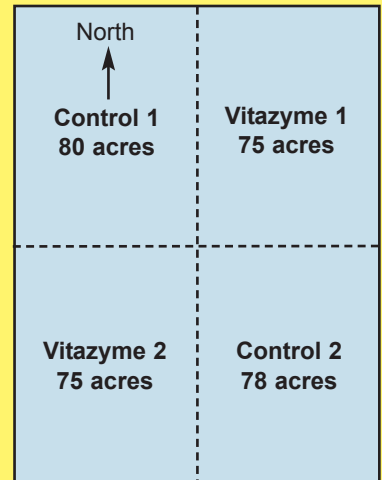 North
Control 1
80 acres
Vitazyme 1
75 acres
Vitazyme 2
75 acres
Control 2
78 acres